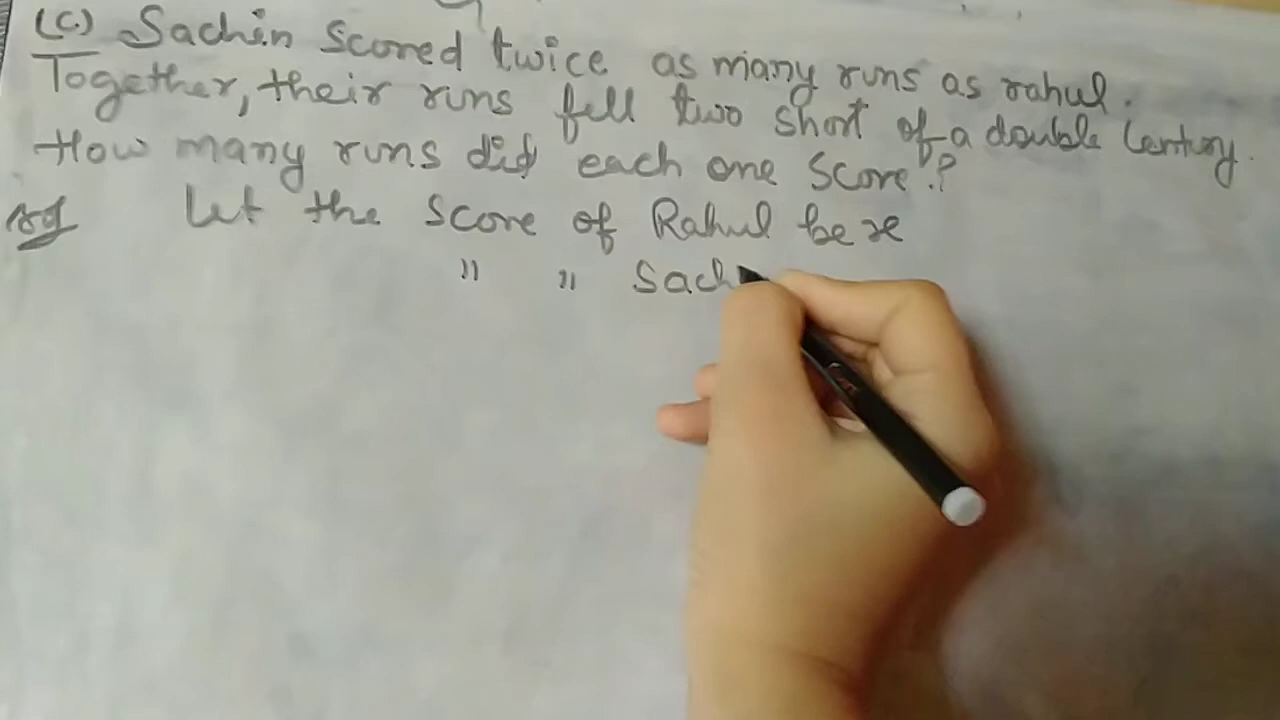 (C.) Sachin Scored twice as many runs as rahul.
Together, their runs fell two short of a double Century.
How many runs did each one Score?
Sol Let the Score of Rahul be x
" " Sach